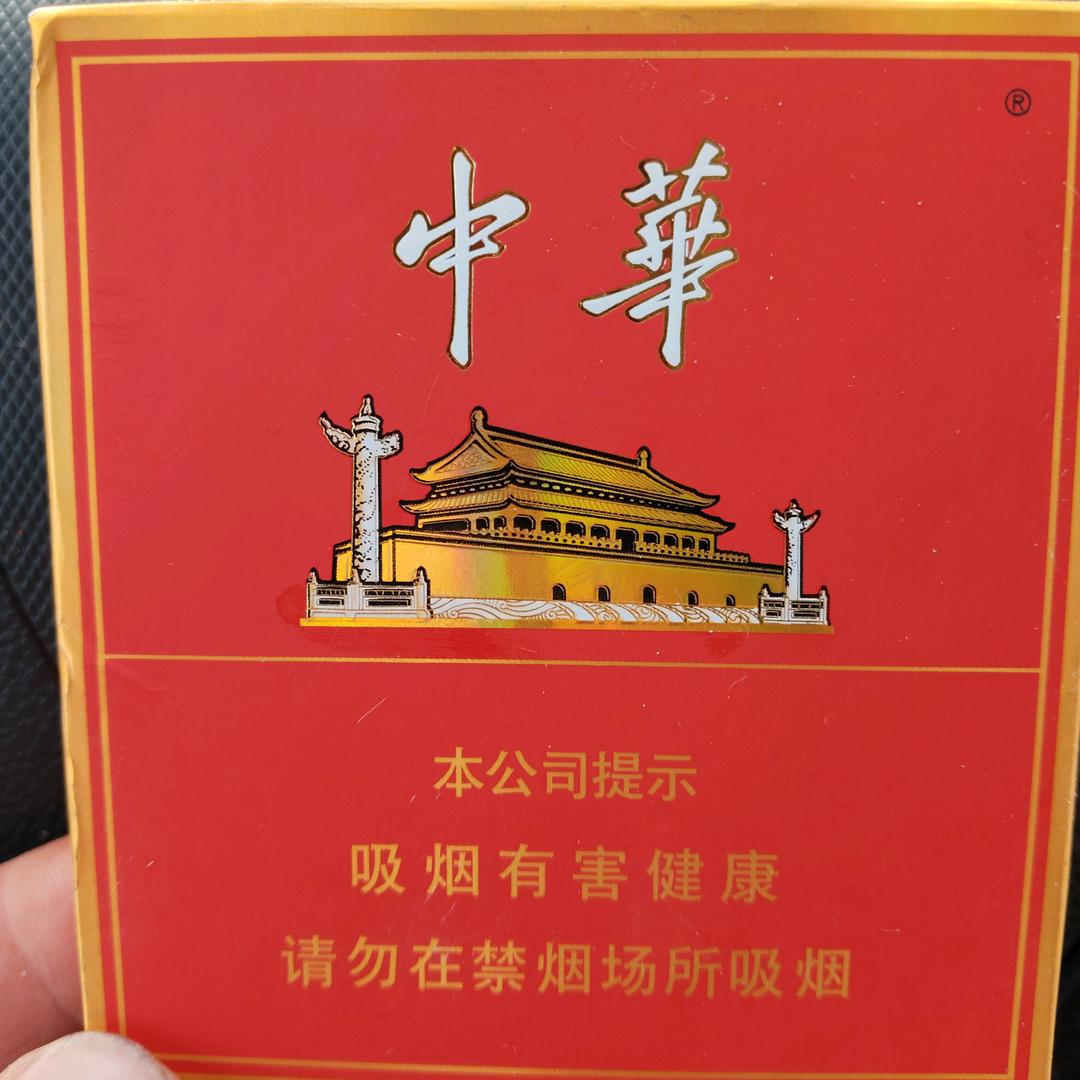 ®
中華
本公司提示
吸烟有害健康
请勿在禁烟场所吸烟